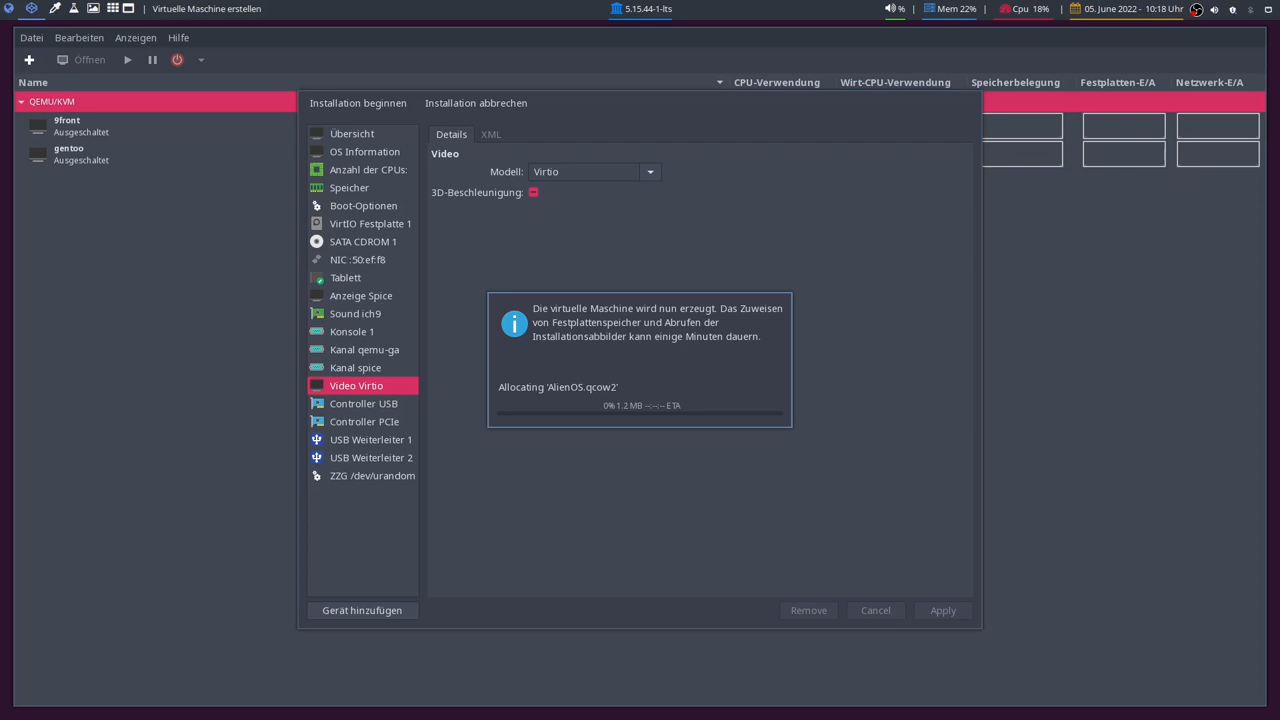 Virtuelle Maschine erstellen
5.15.44-1-lts
% Mem 22% Cpu 18% 05. June 2022 - 10:18 Uhr
Datei Bearbeiten Anzeigen Hilfe
Öffnen
Name CPU-Verwendung Wirt-CPU-Verwendung Speicherbelegung Festplatten-E/A Netzwerk-E/A
QEMU/KVM
9front
Ausgeschaltet
gentoo
Ausgeschaltet
Installation beginnen Installation abbrechen
Übersicht
OS Information
Anzahl der CPUs:
Speicher
Boot-Optionen
VirtIO Festplatte 1
SATA CDROM 1
NIC :50:ef:f8
Tablett
Anzeige Spice
Sound ich9
Konsole 1
Kanal qemu-ga
Kanal spice
Video Virtio
Controller USB
Controller PCIe
USB Weiterleiter 1
USB Weiterleiter 2
ZZG /dev/urandom
Gerät hinzufügen
Details XML
Video
Modell: Virtio
3D-Beschleunigung:
Die virtuelle Maschine wird nun erzeugt. Das Zuweisen
von Festplattenspeicher und Abrufen der
Installationsabbilder kann einige Minuten dauern.
Allocating 'AlienOS.qcow2'
0% 1.2 MB --:--:-- ETA
Remove Cancel Apply